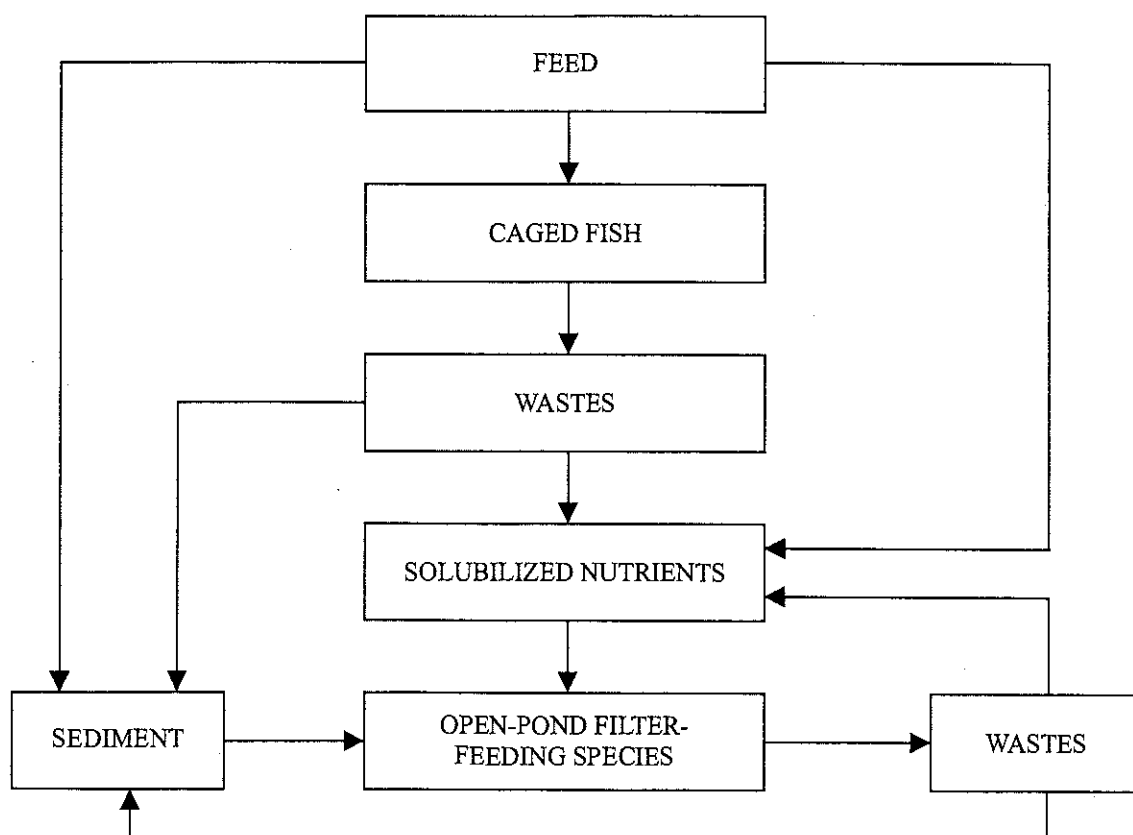 FEED
CAGED FISH
WASTES
SOLUBILIZED NUTRIENTS
SEDIMENT
OPEN-POND FILTER-
FEEDING SPECIES
WASTES